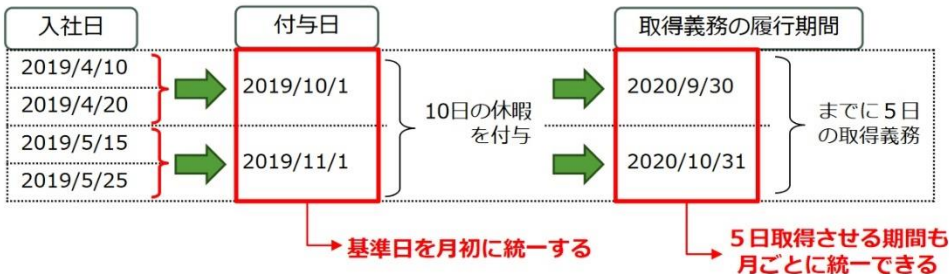 入社日
付与日
取得義務の履行期間
2019/4/10
2019/4/20
2019/5/15
2019/5/25
2019/10/1
2019/11/1
10日の休暇
を付与
2020/9/30
2020/10/31
までに５日
の取得義務
基準日を月初に統一する
５日取得させる期間も
月ごとに統一できる